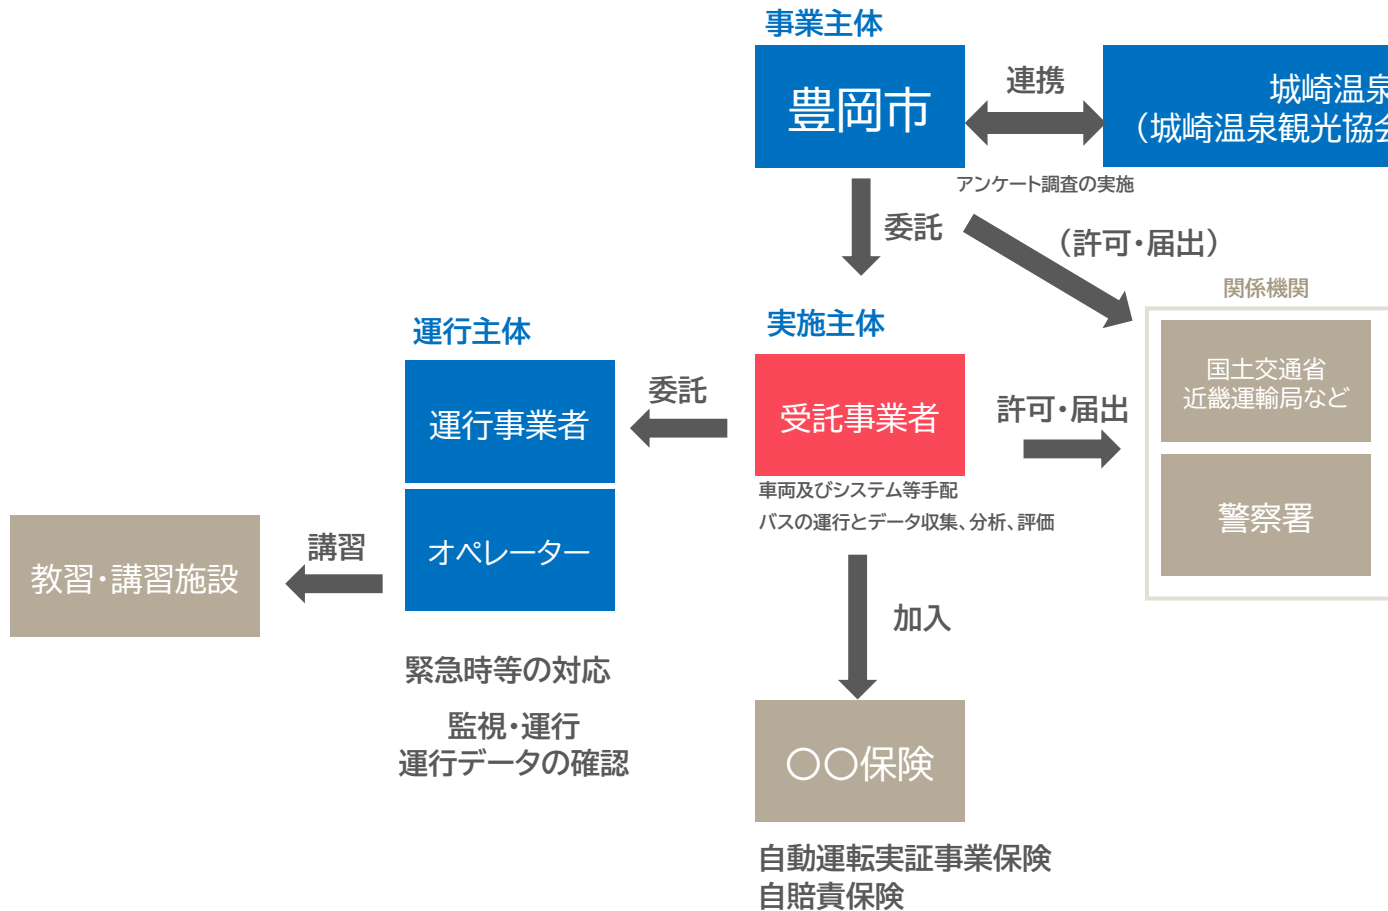 事業主体
豊岡市
連携
城崎温泉
（城崎温泉観光協会
アンケート調査の実施
委託
（許可・届出）
関係機関
国土交通省
近畿運輸局など
警察署
運行主体
運行事業者
オペレーター
委託
実施主体
受託事業者
許可・届出
車両及びシステム等手配
バスの運行とデータ収集、分析、評価
講習
教習・講習施設
緊急時等の対応
監視・運行
運行データの確認
加入
〇〇保険
自動運転実証事業保険
自賠責保険